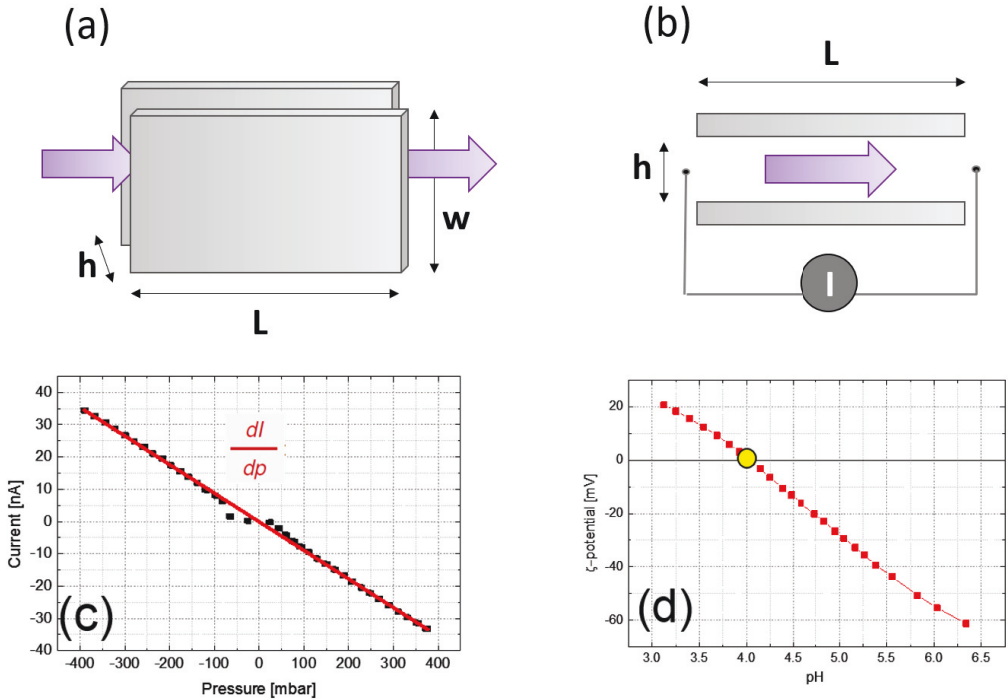 (a)
h
L
w
(b)
L
h
I
40
30
20
10
0
-10
-20
-30
-40
Current [nA]
dI
dp
(c)
-400 -300 -200 -100 0 100 200 300 400
Pressure [mbar]
20
0
-20
-40
-60
ζ-potential [mV]
(d)
3.0 3.5 4.0 4.5 5.0 5.5 6.0 6.5
pH